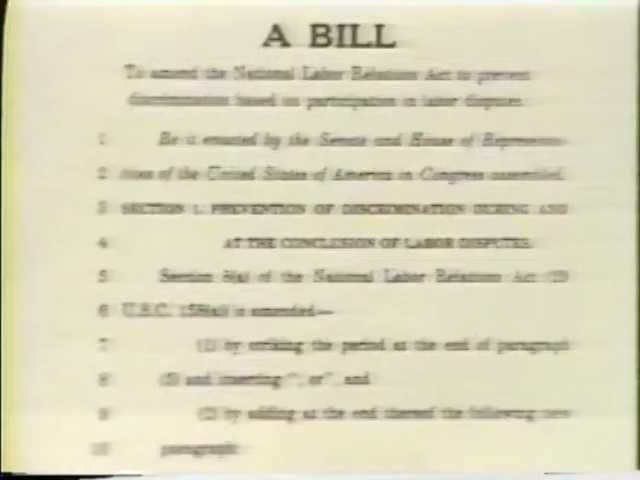 A BILL
To amend the National Labor Relations Act to prevent
discrimination based on participation in labor disputes.
1 Be it enacted by the Senate and House of Representa-
2 tives of the United States of America in Congress assembled,
3 SECTION 1. PREVENTION OF DISCRIMINATION DURING AND
4 AT THE CONCLUSION OF LABOR DISPUTES.
5 Section 8(a) of the National Labor Relations Act (29
6 U.S.C. 158(a)) is amended—
7 (1) by striking the period at the end of paragraph
8 (5) and inserting "; or", and
9 (2) by adding at the end thereof the following new
10 paragraph: